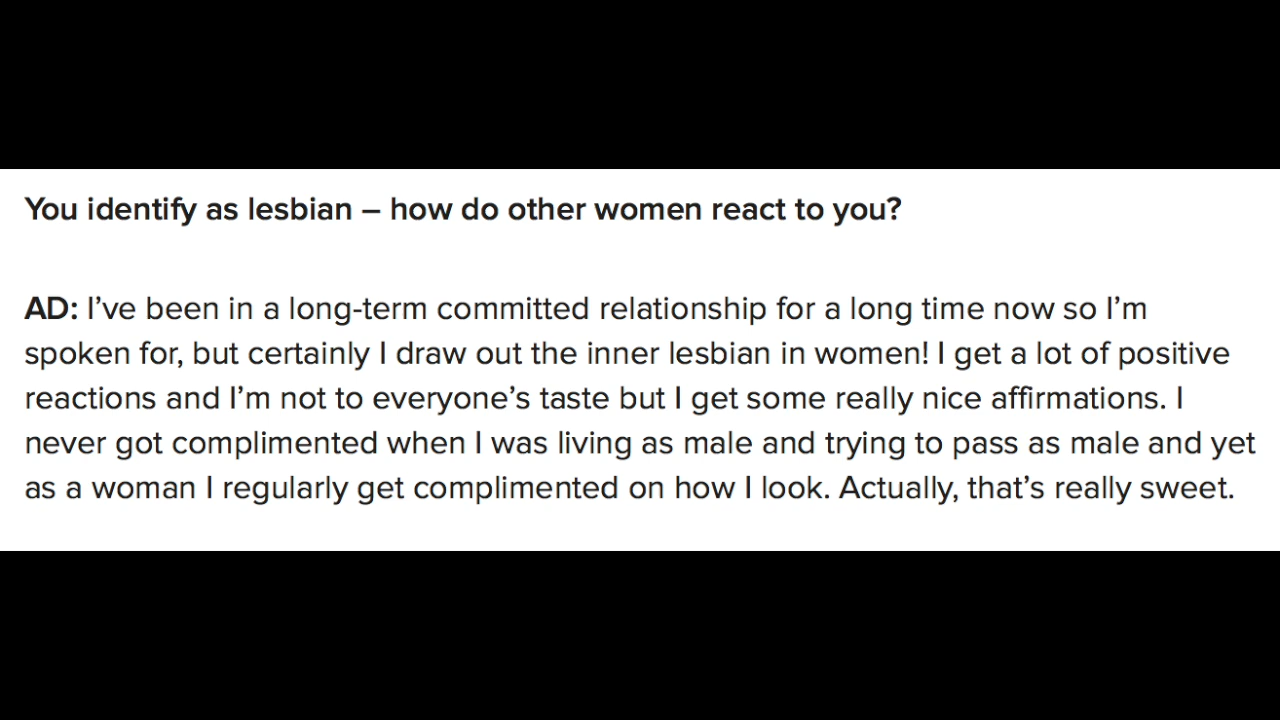 You identify as lesbian – how do other women react to you?
AD: I’ve been in a long-term committed relationship for a long time now so I’m
spoken for, but certainly I draw out the inner lesbian in women! I get a lot of positive
reactions and I’m not to everyone’s taste but I get some really nice affirmations. I
never got complimented when I was living as male and trying to pass as male and yet
as a woman I regularly get complimented on how I look. Actually, that’s really sweet.